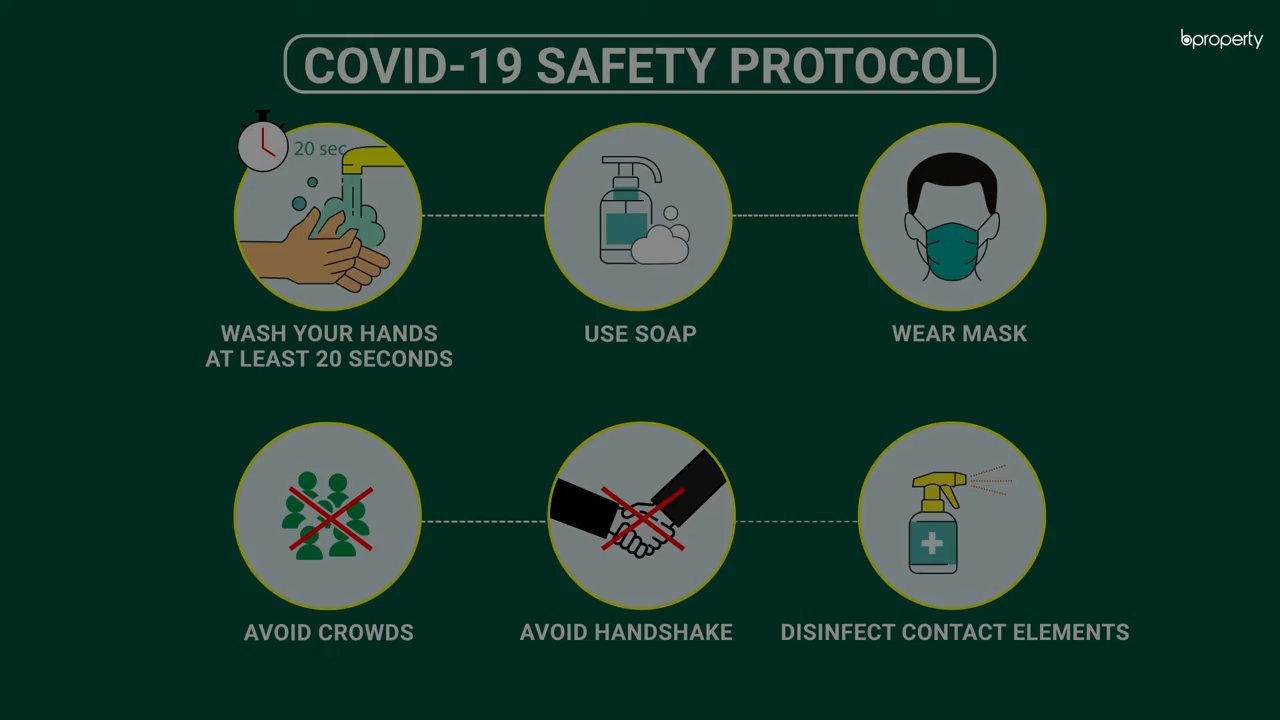 bproperty
COVID-19 SAFETY PROTOCOL
20 sec
WASH YOUR HANDS
AT LEAST 20 SECONDS
USE SOAP
WEAR MASK
AVOID CROWDS
AVOID HANDSHAKE
DISINFECT CONTACT ELEMENTS